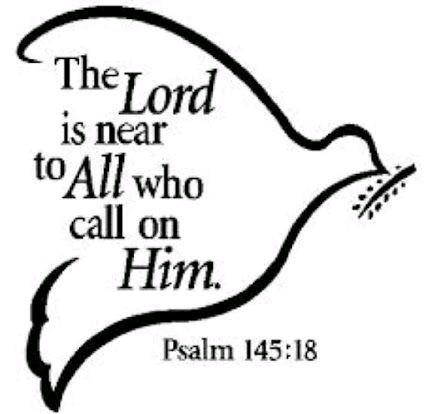 The Lord
is near
to All who
call on
Him.
Psalm 145:18